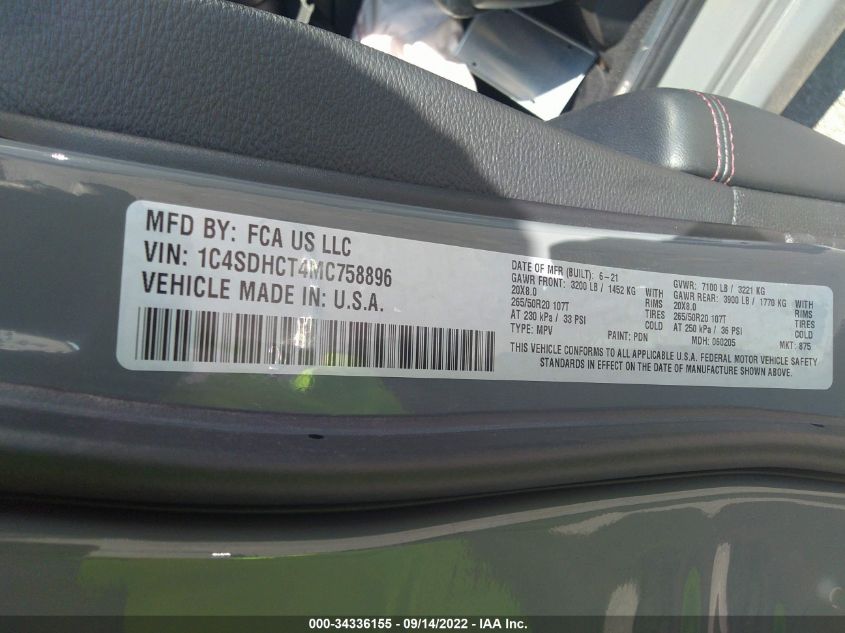 MFD BY: FCA US LLC
VIN: 1C4SDHCT4MC758896
VEHICLE MADE IN: U.S.A.
DATE OF MFR (BUILT): 6-21 GVWR: 7100 LB / 3221 KG
GAWR FRONT: 3200 LB / 1452 KG WITH GAWR REAR: 3900 LB / 1770 KG WITH
20X8.0 RIMS 20X8.0 RIMS
265/50R20 107T TIRES 265/50R20 107T TIRES
AT 230 kPa / 33 PSI COLD AT 250 kPa / 36 PSI COLD
TYPE: MPV PAINT: PDN MDH: 060205 MKT: 875
THIS VEHICLE CONFORMS TO ALL APPLICABLE U.S.A. FEDERAL MOTOR VEHICLE SAFETY
STANDARDS IN EFFECT ON THE DATE OF MANUFACTURE SHOWN ABOVE.
000-34336155 - 09/14/2022 - IAA Inc.